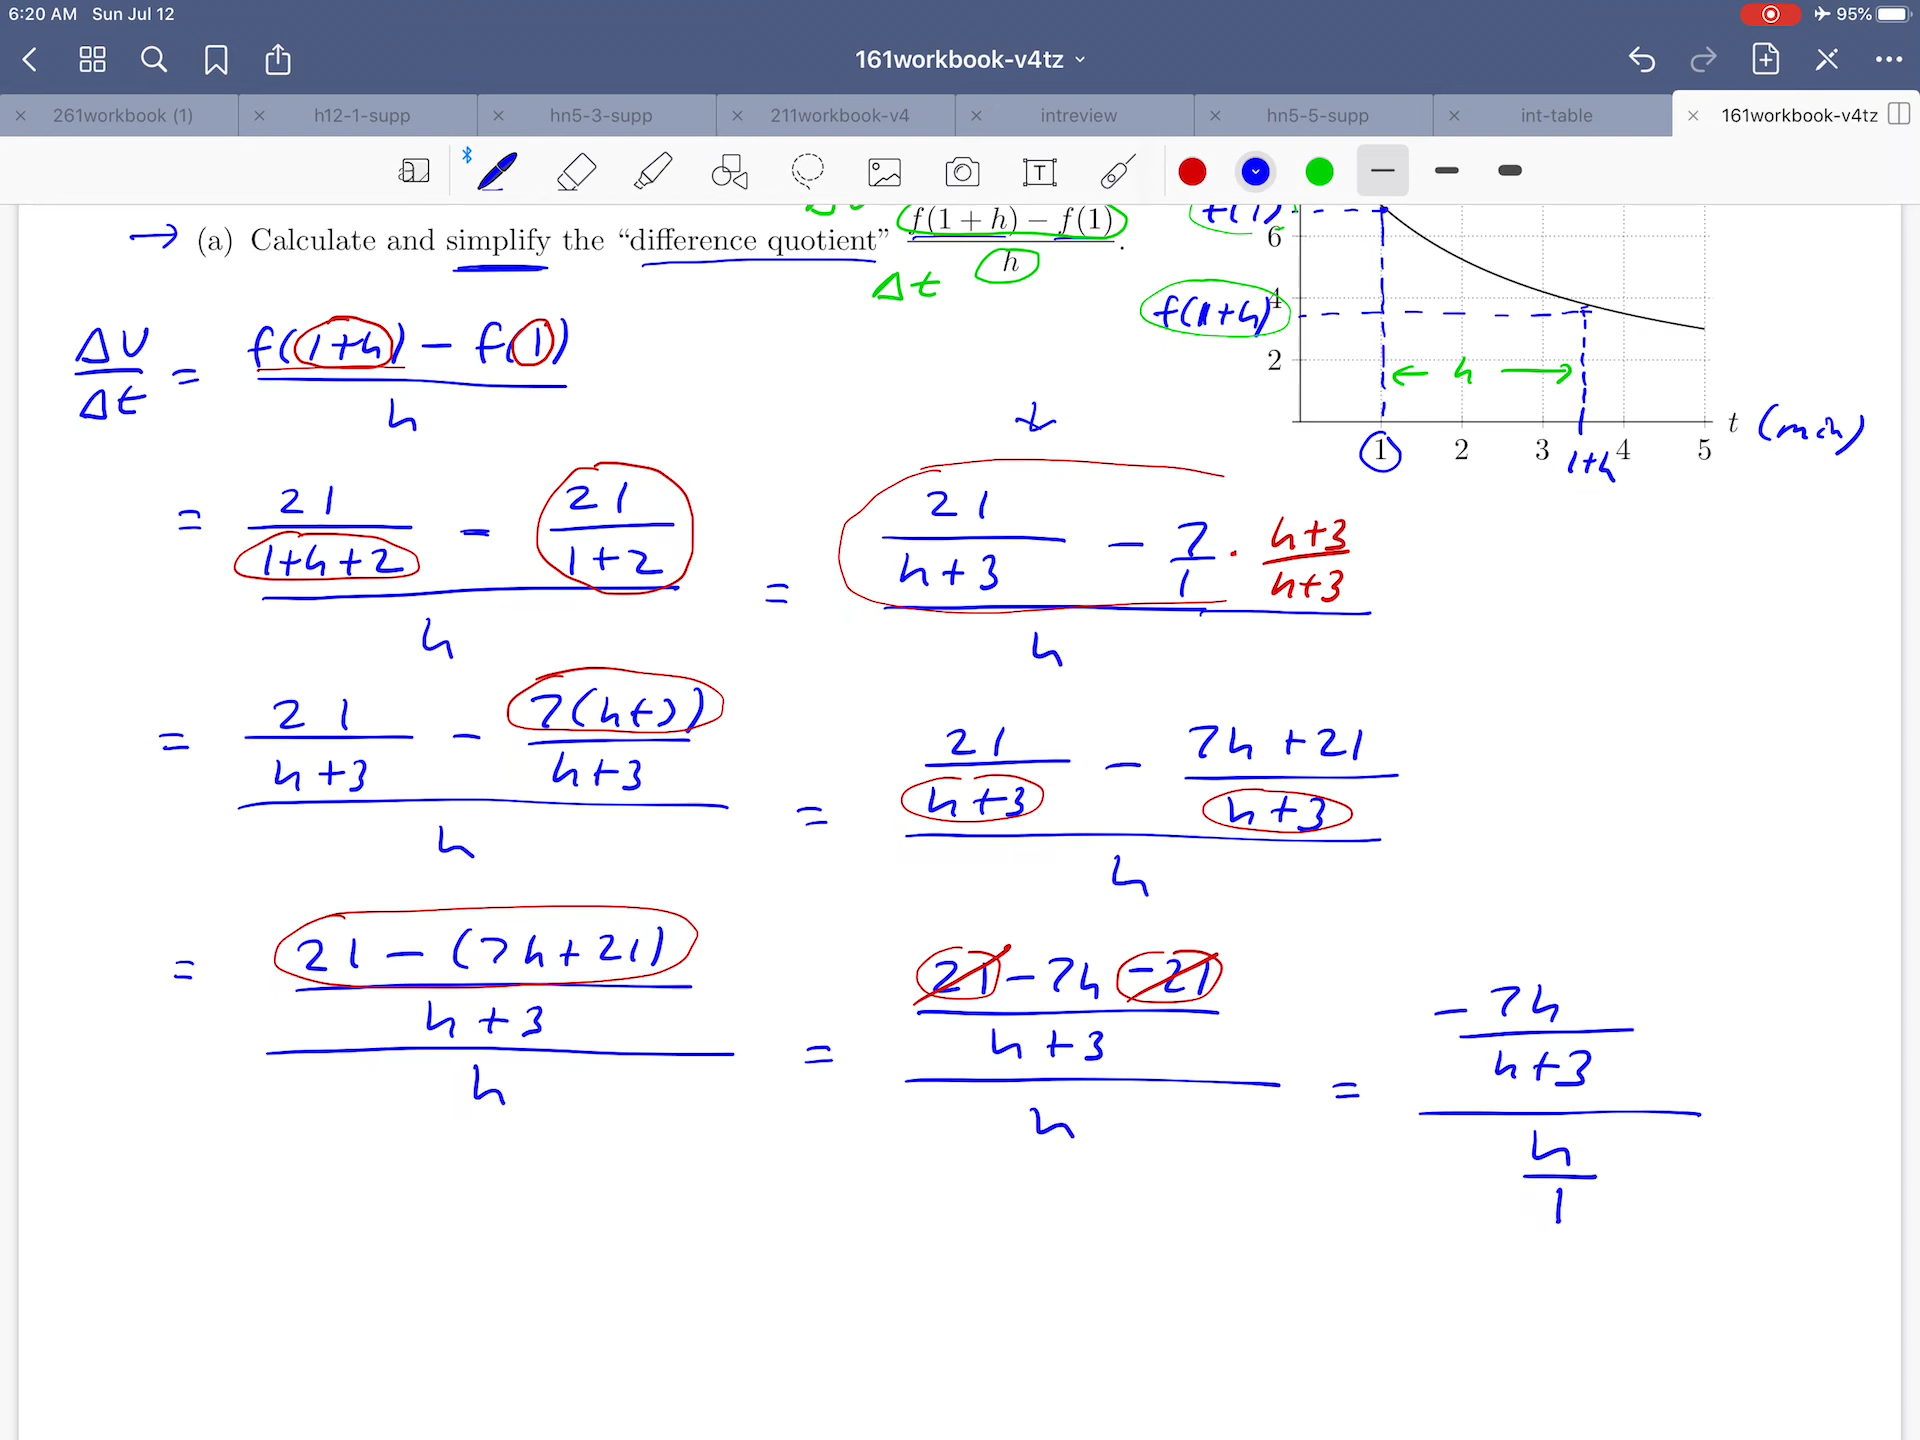 6:20 AM Sun Jul 12
95%
161workbook-v4tz
261workbook (1)
h12-1-supp
hn5-3-supp
211workbook-v4
intreview
hn5-5-supp
int-table
161workbook-v4tz
→ (a) Calculate and simplify the “difference quotient” (f(1 + h) − f(1))/h .
Δt
f(1)
6
f(1+h)
4
2
← h →
t (min)
1 2 3 4 5
1+h
ΔV/Δt = (f(1+h) − f(1))/h
= (21/(1+h+2) − 21/(1+2))/h = (21/(h+3) − 7/1 · (h+3)/(h+3))/h
= (21/(h+3) − 7(h+3)/(h+3))/h = (21/(h+3) − (7h+21)/(h+3))/h
= ((21 − (7h+21))/(h+3))/h = ((21 − 7h − 21)/(h+3))/h = (−7h/(h+3))/(h/1)